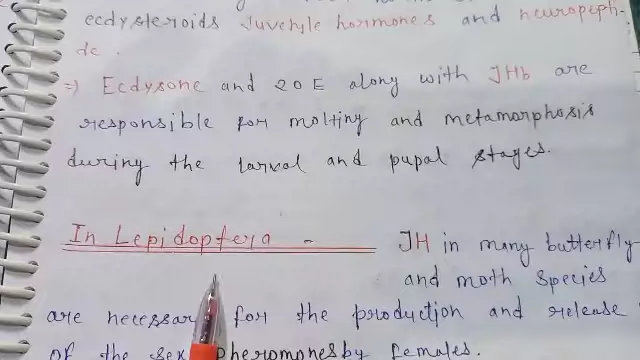 ecdysteroids Juvenile hormones and neuropeph-
de.
=) Ecdysone and 20E along with JHb are
responsible for molting and metamorphosis
during the larval and pupal stages.
In Lepidoptera - JH in many butterfly
and moth species
are necessar for the production and release
of the sex pheromones by females.